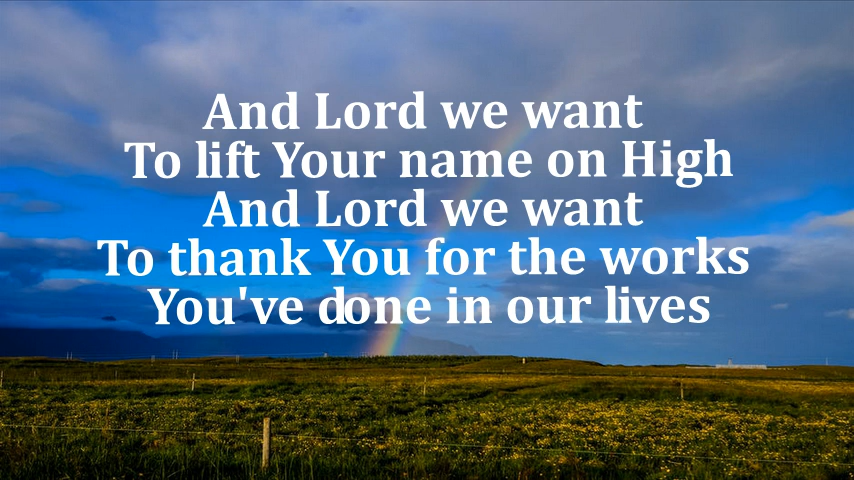 And Lord we want
To lift Your name on High
And Lord we want
To thank You for the works
You've done in our lives